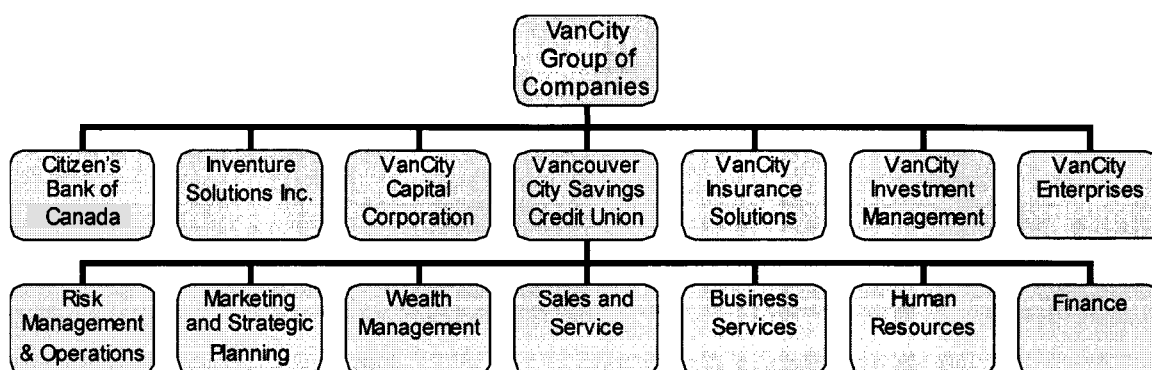 VanCity
Group of
Companies
Citizen's
Bank of
Canada
Inventure
Solutions Inc.
VanCity
Capital
Corporation
Vancouver
City Savings
Credit Union
VanCity
Insurance
Solutions
VanCity
Investment
Management
VanCity
Enterprises
Risk
Management
& Operations
Marketing
and Strategic
Planning
Wealth
Management
Sales and
Service
Business
Services
Human
Resources
Finance